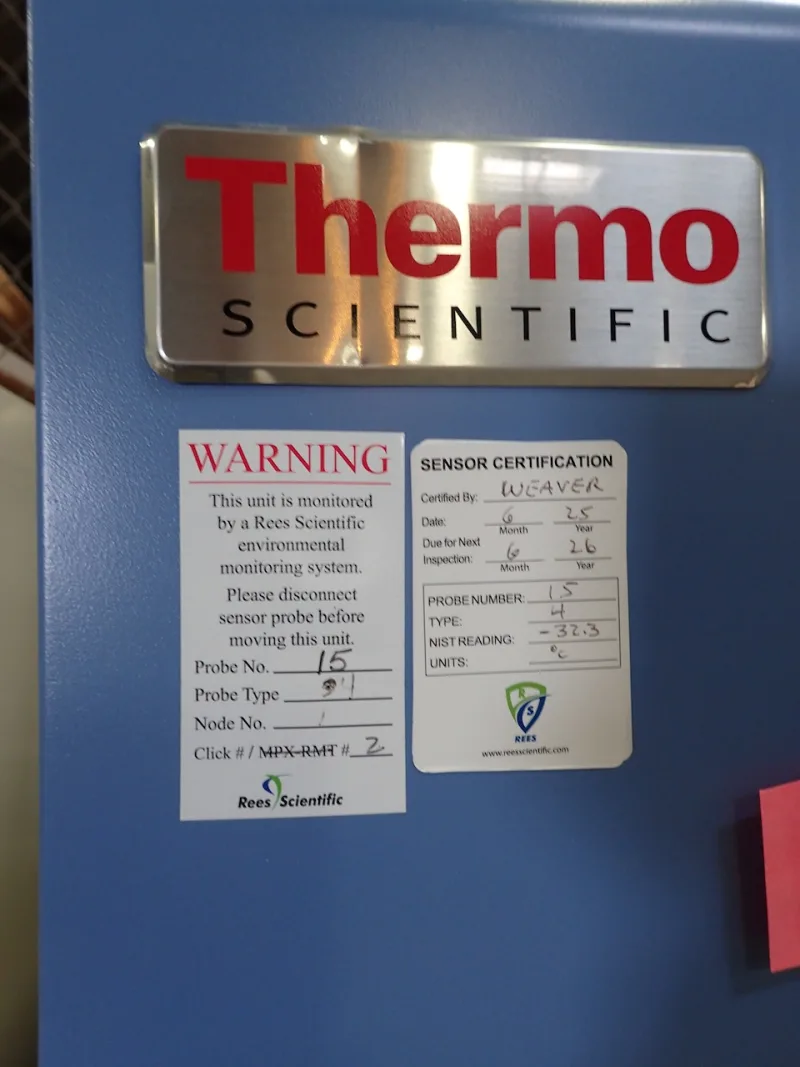 Thermo
SCIENTIFIC
WARNING
This unit is monitored
by a Rees Scientific
environmental
monitoring system.
Please disconnect
sensor probe before
moving this unit.
Probe No. 15
Probe Type 4
Node No. 1
Click # / MPX-RMT # 2
Rees Scientific
SENSOR CERTIFICATION
Certified By: WEAVER
Date: 6 25
Month Year
Due for Next
Inspection: 6 26
Month Year
PROBE NUMBER: 15
TYPE: 4
NIST READING: -32.3
UNITS: °C
R
S
REES
www.reesscientific.com